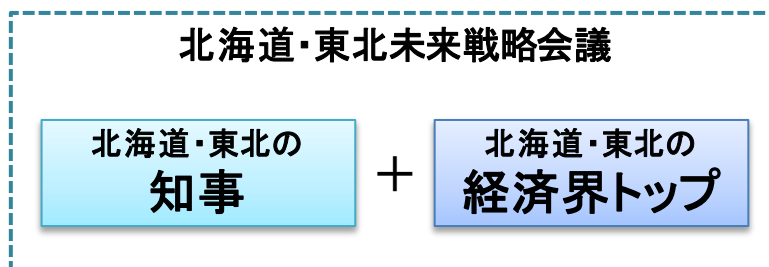 北海道・東北未来戦略会議
北海道・東北の
知事
＋
北海道・東北の
経済界トップ